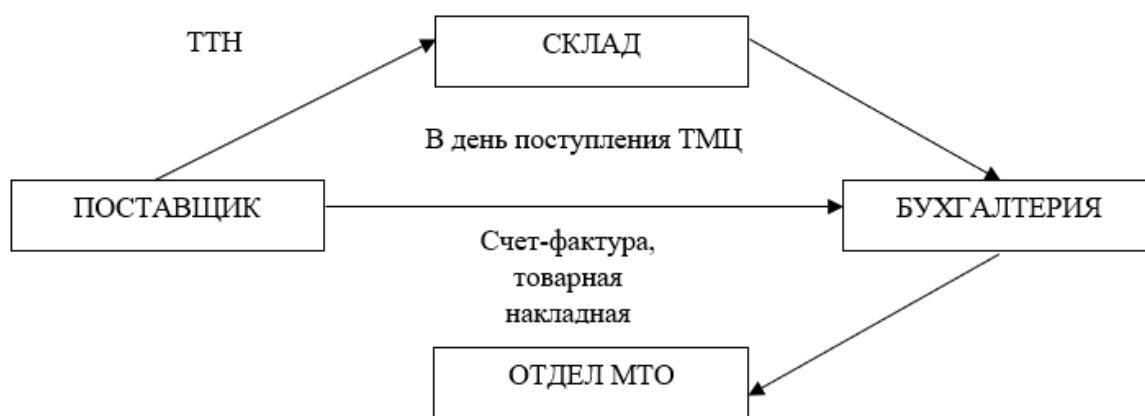 ТТН
СКЛАД
В день поступления ТМЦ
ПОСТАВЩИК
БУХГАЛТЕРИЯ
Счет-фактура,
товарная
накладная
ОТДЕЛ МТО